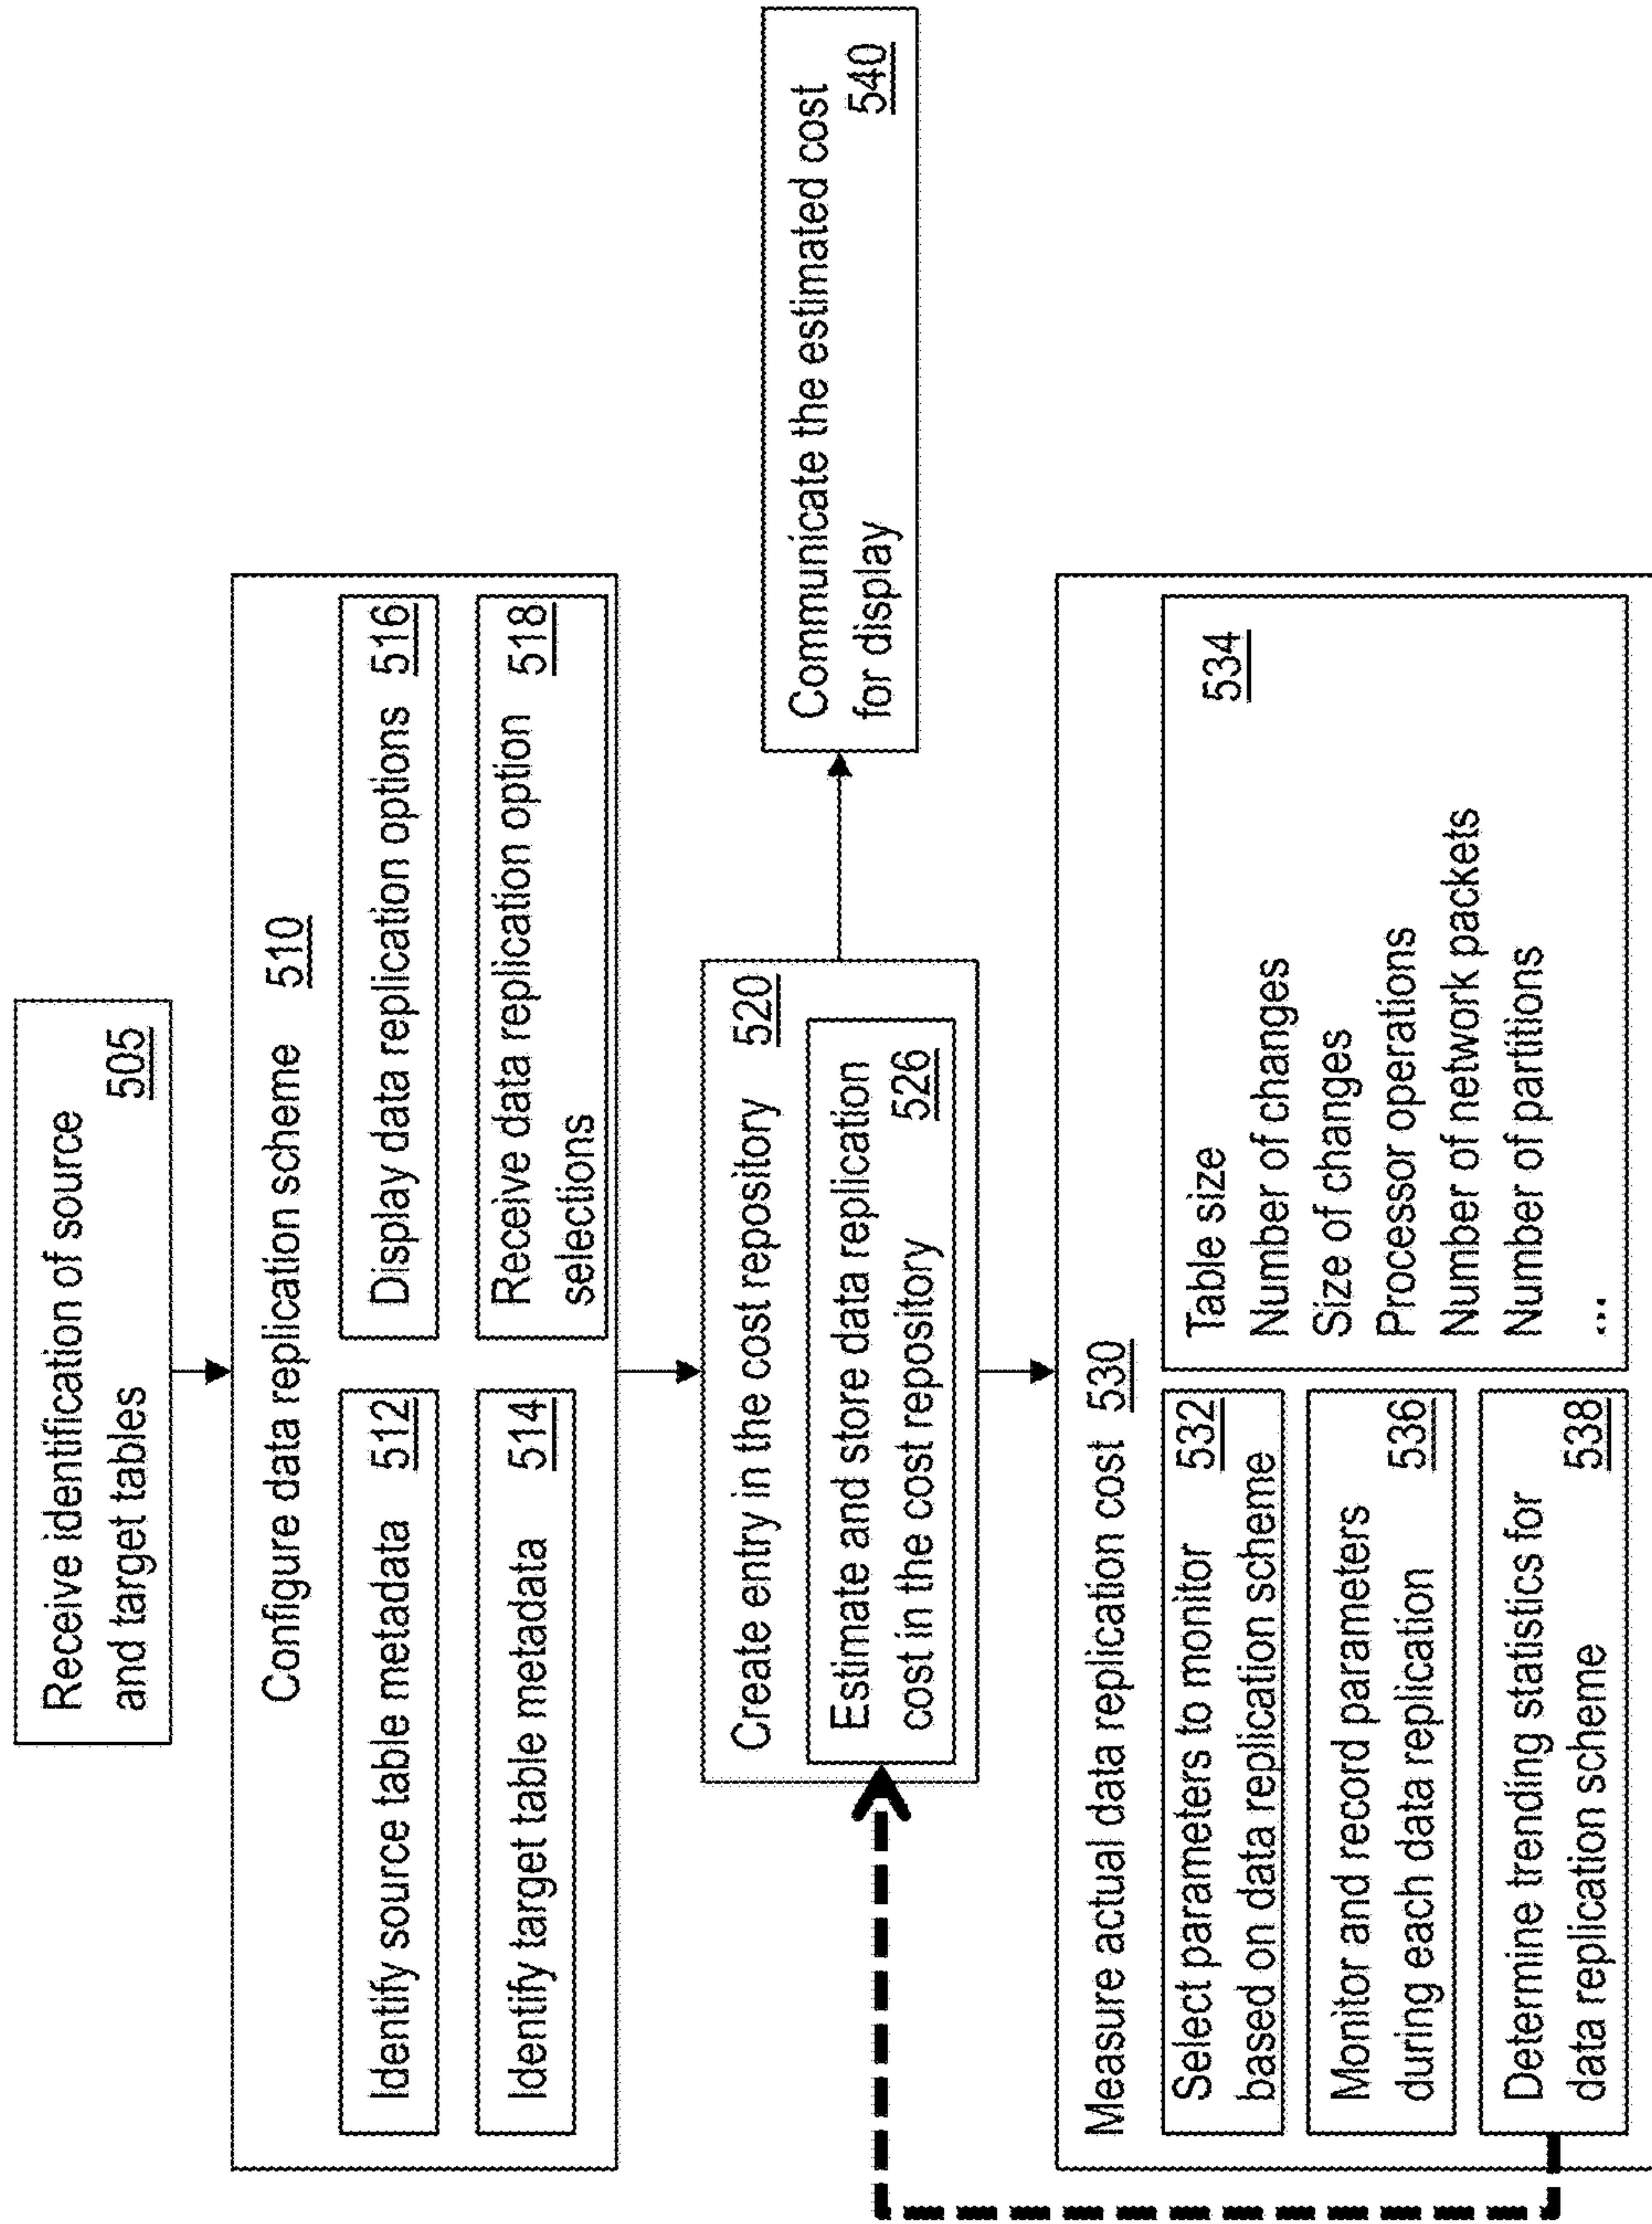 Receive identification of source
and target tables 505
Configure data replication scheme 510
Identify source table metadata 512
Identify target table metadata 514
Display data replication options 516
Receive data replication option 518
selections
Create entry in the cost repository 520
Estimate and store data replication
cost in the cost repository 526
Communicate the estimated cost
for display 540
Measure actual data replication cost 530
Select parameters to monitor 532
based on data replication scheme
Monitor and record parameters
during each data replication 536
Determine trending statistics for
data replication scheme 538
Table size 534
Number of changes
Size of changes
Processor operations
Number of network packets
Number of partitions
...